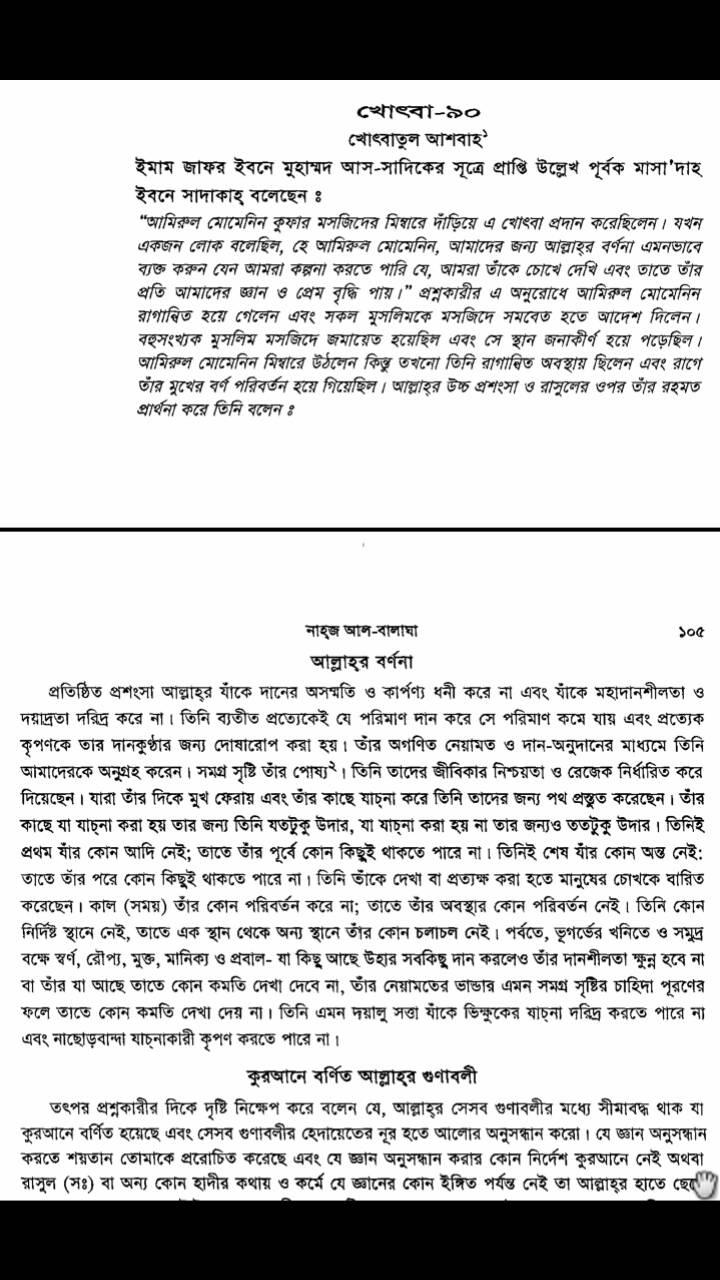 খোৎবা-৯০
খোৎবাতুল আশবাহ১
ইমাম জাফর ইবনে মুহাম্মদ আস-সাদিকের সূত্রে প্রাপ্তি উল্লেখ পূর্বক মাসা'দাহ
ইবনে সাদাকাহ্ বলেছেন ঃ
“আমিরুল মোমেনিন কুফার মসজিদের মিম্বারে দাঁড়িয়ে এ খোৎবা প্রদান করেছিলেন। যখন
একজন লোক বলেছিল, হে আমিরুল মোমেনিন, আমাদের জন্য আল্লাহ্‌র বর্ণনা এমনভাবে
ব্যক্ত করুন যেন আমরা কল্পনা করতে পারি যে, আমরা তাঁকে চোখে দেখি এবং তাতে তাঁর
প্রতি আমাদের জ্ঞান ও প্রেম বৃদ্ধি পায়।” প্রশ্নকারীর এ অনুরোধে আমিরুল মোমেনিন
রাগান্বিত হয়ে গেলেন এবং সকল মুসলিমকে মসজিদে সমবেত হতে আদেশ দিলেন।
বহুসংখ্যক মুসলিম মসজিদে জমায়েত হয়েছিল এবং সে স্থান জনাকীর্ণ হয়ে পড়েছিল।
আমিরুল মোমেনিন মিম্বারে উঠলেন কিন্তু তখনো তিনি রাগান্বিত অবস্থায় ছিলেন এবং রাগে
তাঁর মুখের বর্ণ পরিবর্তন হয়ে গিয়েছিল। আল্লাহ্‌র উচ্চ প্রশংসা ও রাসুলের ওপর তাঁর রহমত
প্রার্থনা করে তিনি বলেন ঃ
নাহ্‌জ আল-বালাঘা ১০৫
আল্লাহ্‌র বর্ণনা
প্রতিষ্ঠিত প্রশংসা আল্লাহ্‌র যাঁকে দানের অসম্মতি ও কার্পণ্য ধনী করে না এবং যাঁকে মহাদানশীলতা ও
দয়াদ্রতা দরিদ্র করে না। তিনি ব্যতীত প্রত্যেকেই যে পরিমাণ দান করে সে পরিমাণ কমে যায় এবং প্রত্যেক
কৃপণকে তার দানকুণ্ঠার জন্য দোষারোপ করা হয়। তাঁর অগণিত নেয়ামত ও দান-অনুদানের মাধ্যমে তিনি
আমাদেরকে অনুগ্রহ করেন। সমগ্র সৃষ্টি তাঁর পোষ্য২। তিনি তাদের জীবিকার নিশ্চয়তা ও রেজেক নির্ধারিত করে
দিয়েছেন। যারা তাঁর দিকে মুখ ফেরায় এবং তাঁর কাছে যাচনা করে তিনি তাদের জন্য পথ প্রস্তুত করেছেন। তাঁর
কাছে যা যাচ্‌না করা হয় তার জন্য তিনি যতটুকু উদার, যা যাচ্‌না করা হয় না তার জন্যও ততটুকু উদার। তিনিই
প্রথম যাঁর কোন আদি নেই; তাতে তাঁর পূর্বে কোন কিছুই থাকতে পারে না। তিনিই শেষ যাঁর কোন অন্ত নেই:
তাতে তাঁর পরে কোন কিছুই থাকতে পারে না। তিনি তাঁকে দেখা বা প্রত্যক্ষ করা হতে মানুষের চোখকে বারিত
করেছেন। কাল (সময়) তাঁর কোন পরিবর্তন করে না; তাতে তাঁর অবস্থার কোন পরিবর্তন নেই। তিনি কোন
নির্দিষ্ট স্থানে নেই, তাতে এক স্থান থেকে অন্য স্থানে তাঁর কোন চলাচল নেই। পর্বতে, ভূগর্ভের খনিতে ও সমুদ্র
বক্ষে স্বর্ণ, রৌপ্য, মুক্ত, মানিক্য ও প্রবাল- যা কিছু আছে উহার সবকিছু দান করলেও তাঁর দানশীলতা ক্ষুন্ন হবে না
বা তাঁর যা আছে তাতে কোন কমতি দেখা দেবে না, তাঁর নেয়ামতের ভান্ডার এমন সমগ্র সৃষ্টির চাহিদা পূরণের
ফলে তাতে কোন কমতি দেখা দেয় না। তিনি এমন দয়ালু সত্তা যাঁকে ভিক্ষুকের যাচনা দরিদ্র করতে পারে না
এবং নাছোড়বান্দা যাচ্‌নাকারী কৃপণ করতে পারে না।
কুরআনে বর্ণিত আল্লাহ্‌র গুণাবলী
তৎপর প্রশ্নকারীর দিকে দৃষ্টি নিক্ষেপ করে বলেন যে, আল্লাহ্‌র সেসব গুণাবলীর মধ্যে সীমাবদ্ধ থাক যা
কুরআনে বর্ণিত হয়েছে এবং সেসব গুণাবলীর হেদায়েতের নূর হতে আলোর অনুসন্ধান করো। যে জ্ঞান অনুসন্ধান
করতে শয়তান তোমাকে প্ররোচিত করেছে এবং যে জ্ঞান অনুসন্ধান করার কোন নির্দেশ কুরআনে নেই অথবা
রাসুল (সঃ) বা অন্য কোন হাদীর কথায় ও কর্মে যে জ্ঞানের কোন ইঙ্গিত পর্যন্ত নেই তা আল্লাহ্‌র হাতে